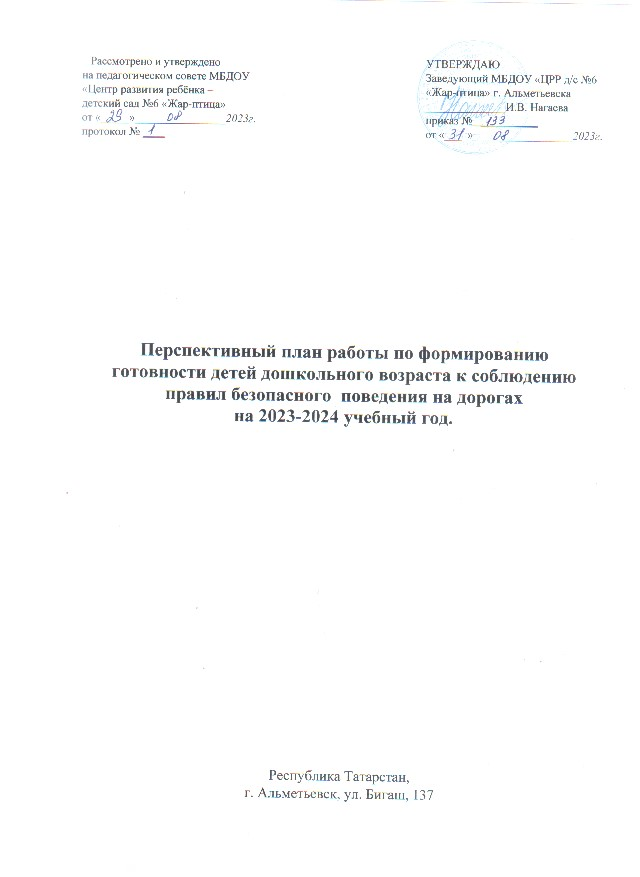 Рассмотрено и утверждено
на педагогическом совете МБДОУ
«Центр развития ребёнка –
детский сад №6 «Жар-птица»
от « 29 » 08 2023г.
протокол № 1
УТВЕРЖДАЮ
Заведующий МБДОУ «ЦРР д/с №6
«Жар-птица» г. Альметьевска
И.В. Нагаева
приказ № 133
от « 31 » 08 2023г.
Перспективный план работы по формированию
готовности детей дошкольного возраста к соблюдению
правил безопасного поведения на дорогах
на 2023-2024 учебный год.
Республика Татарстан,
г. Альметьевск, ул. Бигаш, 137